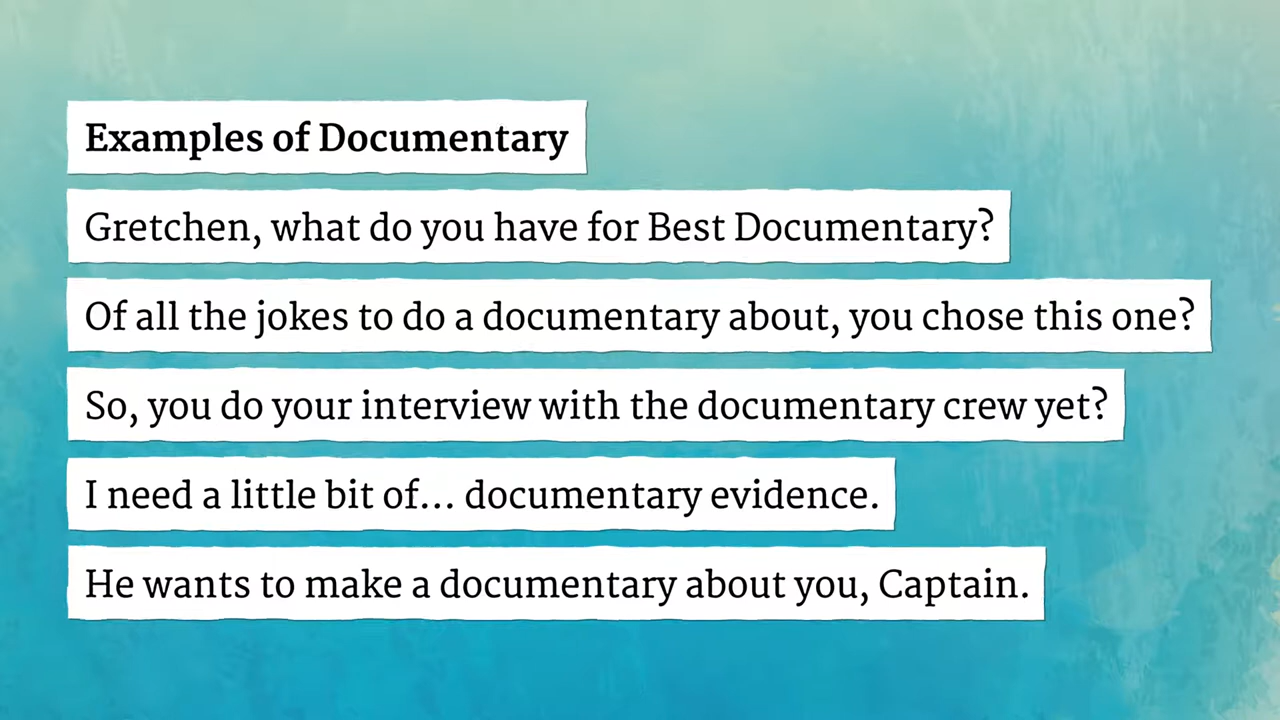 Examples of Documentary
Gretchen, what do you have for Best Documentary?
Of all the jokes to do a documentary about, you chose this one?
So, you do your interview with the documentary crew yet?
I need a little bit of... documentary evidence.
He wants to make a documentary about you, Captain.